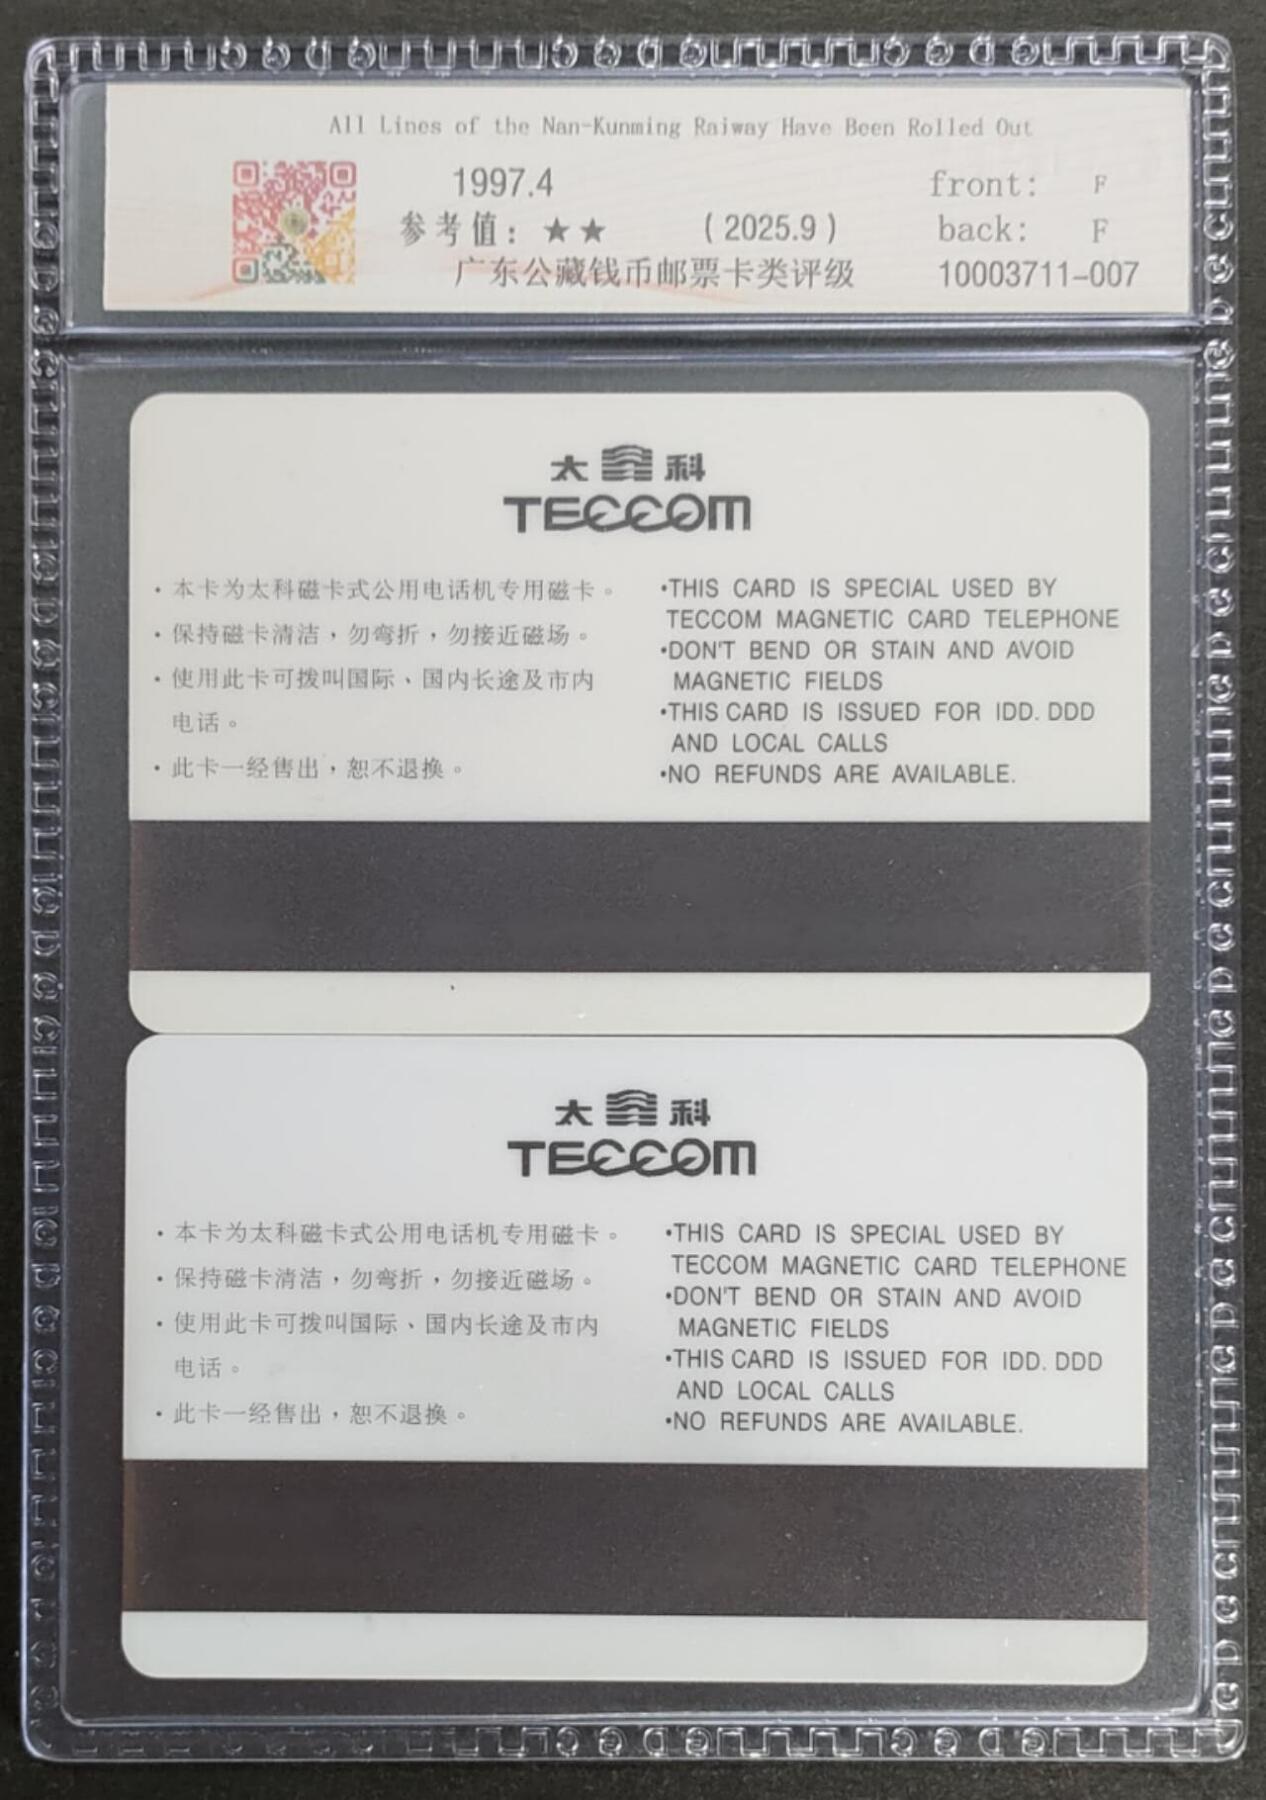 All Lines of the Nan-Kunming Raiway Have Been Rolled Out
1997.4
front: F
参考值：★★ (2025.9)
back: F
广东公藏钱币邮票卡类评级 10003711-007
太 科
TECCOM
·本卡为太科磁卡式公用电话机专用磁卡。
·保持磁卡清洁，勿弯折，勿接近磁场。
·使用此卡可拨叫国际、国内长途及市内
电话。
·此卡一经售出，恕不退换。
·THIS CARD IS SPECIAL USED BY
TECCOM MAGNETIC CARD TELEPHONE
·DON'T BEND OR STAIN AND AVOID
MAGNETIC FIELDS
·THIS CARD IS ISSUED FOR IDD. DDD
AND LOCAL CALLS
·NO REFUNDS ARE AVAILABLE.
太 科
TECCOM
·本卡为太科磁卡式公用电话机专用磁卡。
·保持磁卡清洁，勿弯折，勿接近磁场。
·使用此卡可拨叫国际、国内长途及市内
电话。
·此卡一经售出，恕不退换。
·THIS CARD IS SPECIAL USED BY
TECCOM MAGNETIC CARD TELEPHONE
·DON'T BEND OR STAIN AND AVOID
MAGNETIC FIELDS
·THIS CARD IS ISSUED FOR IDD. DDD
AND LOCAL CALLS
·NO REFUNDS ARE AVAILABLE.